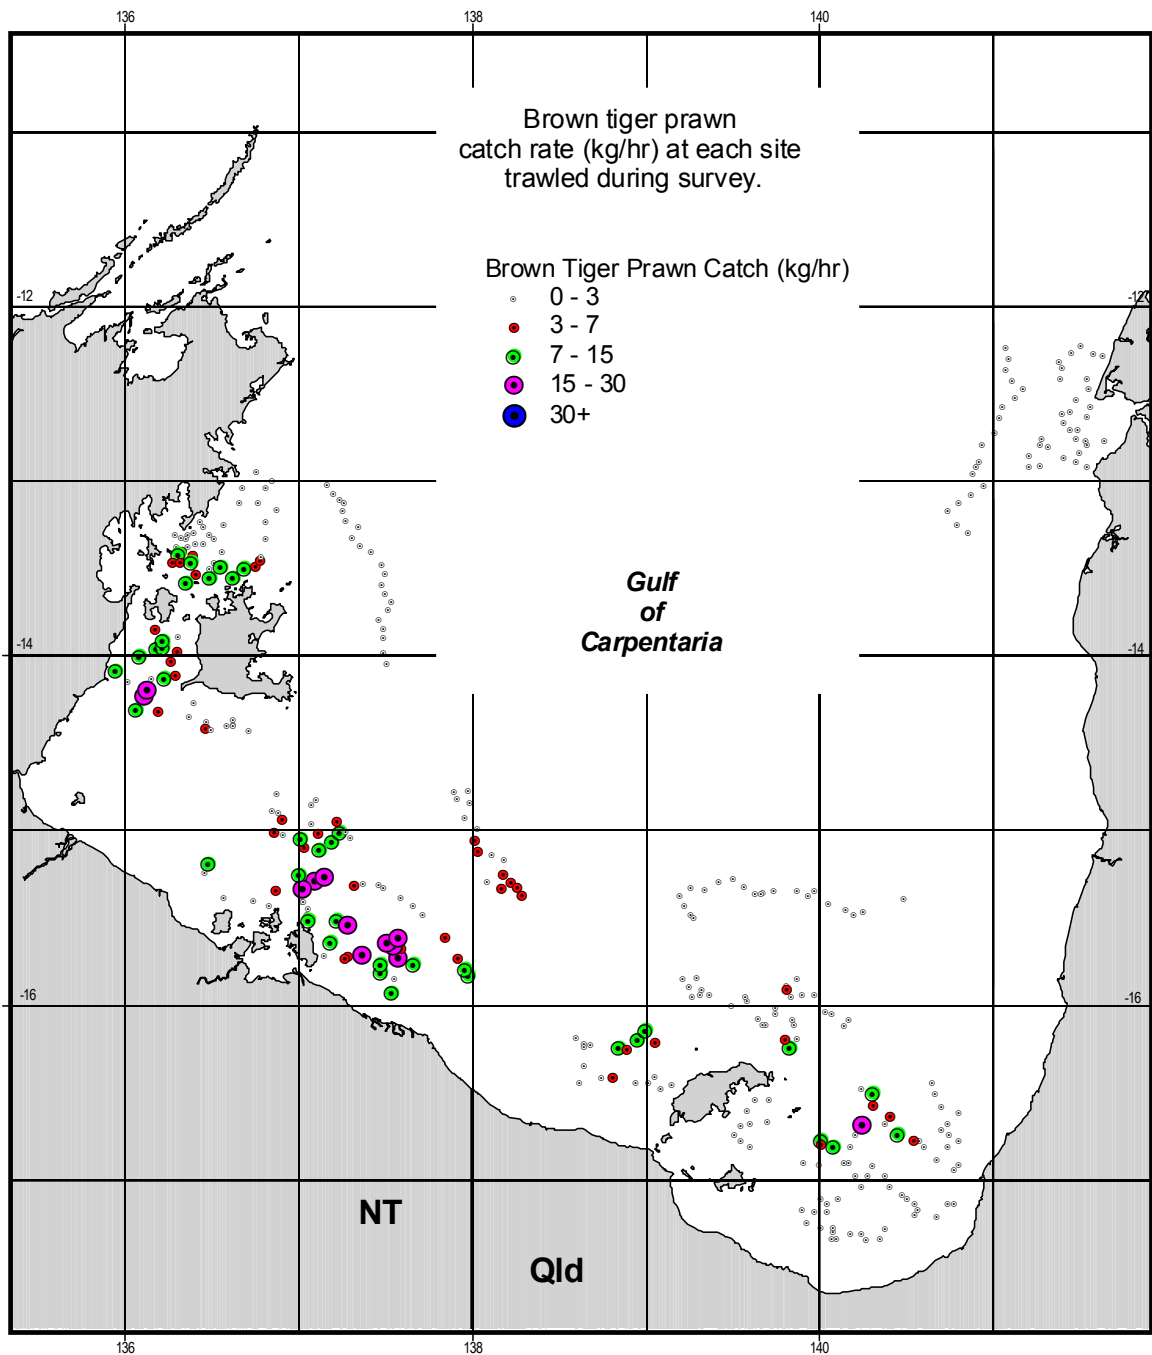 136 138 140
Brown tiger prawn
catch rate (kg/hr) at each site
trawled during survey.
Brown Tiger Prawn Catch (kg/hr)
0 - 3
3 - 7
7 - 15
15 - 30
30+
-12 -12
Gulf
of
Carpentaria
-14 -14
-16 -16
NT
Qld
136 138 140